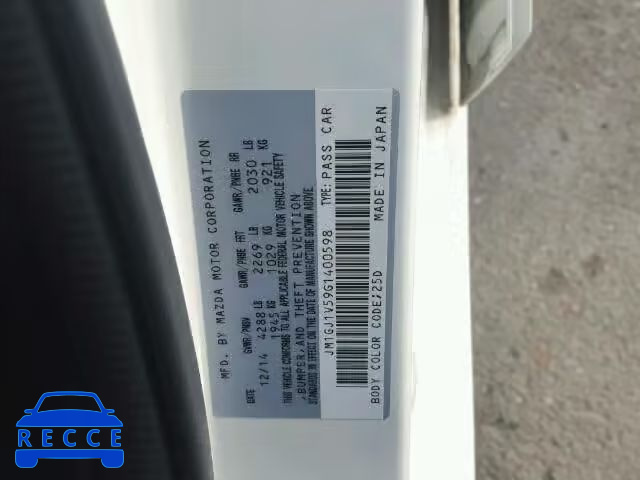 MFD. BY MAZDA MOTOR CORPORATION
DATE GVWR/PNBV GAWR/PNBE FRT GAWR/PNBE RR
12/14 4288 LB 2269 LB 2030 LB
1945 KG 1029 KG 921 KG
THIS VEHICLE CONFORMS TO ALL APPLICABLE FEDERAL MOTOR VEHICLE SAFETY
,BUMPER,AND THEFT PREVENTION
STANDARDS IN EFFECT ON THE DATE OF MANUFACTURE SHOWN ABOVE.
JM1GJ1V59G1400598 TYPE: PASS CAR
BODY COLOR CODE: 25D MADE IN JAPAN
RECCE